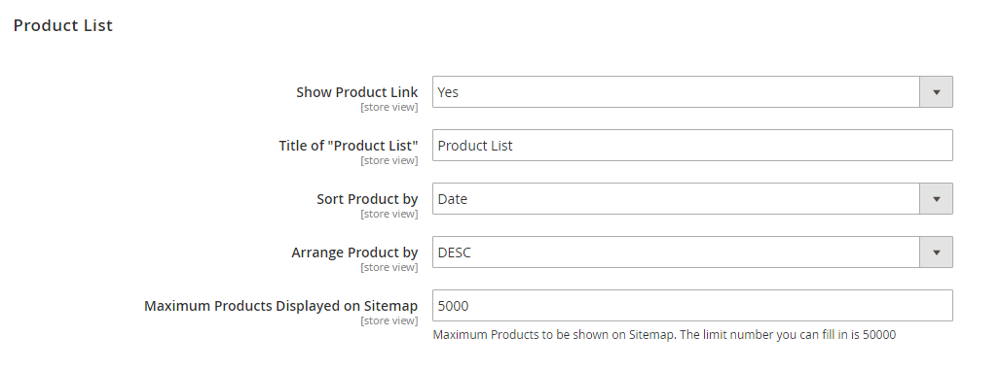 Product List
Show Product Link
[store view]
Yes
Title of "Product List"
[store view]
Product List
Sort Product by
[store view]
Date
Arrange Product by
[store view]
DESC
Maximum Products Displayed on Sitemap
[store view]
5000
Maximum Products to be shown on Sitemap. The limit number you can fill in is 50000